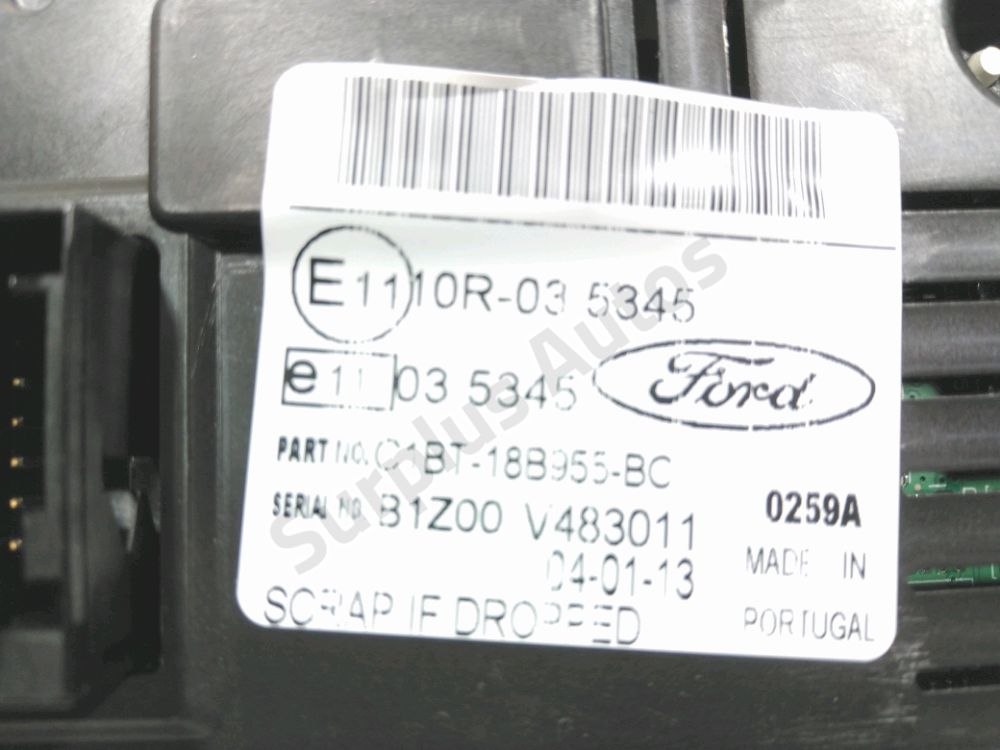 E11 10R-03 5345
e11 03 5345
Ford
PART NO. C1BT-18B955-BC
SERIAL NO. B1Z00 V483011
0259A
04-01-13
MADE IN
PORTUGAL
SCRAP IF DROPPED
Surplus Autos